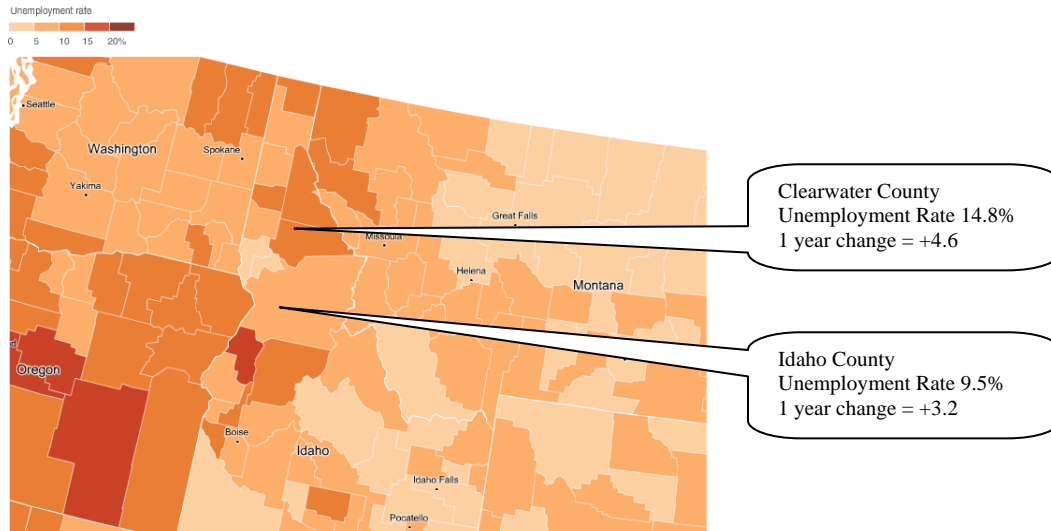 Unemployment rate
0 5 10 15 20%
Seattle
Washington
Spokane
Yakima
Great Falls
Missoula
Helena
Montana
Oregon
Boise
Idaho
Idaho Falls
Pocatello
Clearwater County
Unemployment Rate 14.8%
1 year change = +4.6
Idaho County
Unemployment Rate 9.5%
1 year change = +3.2